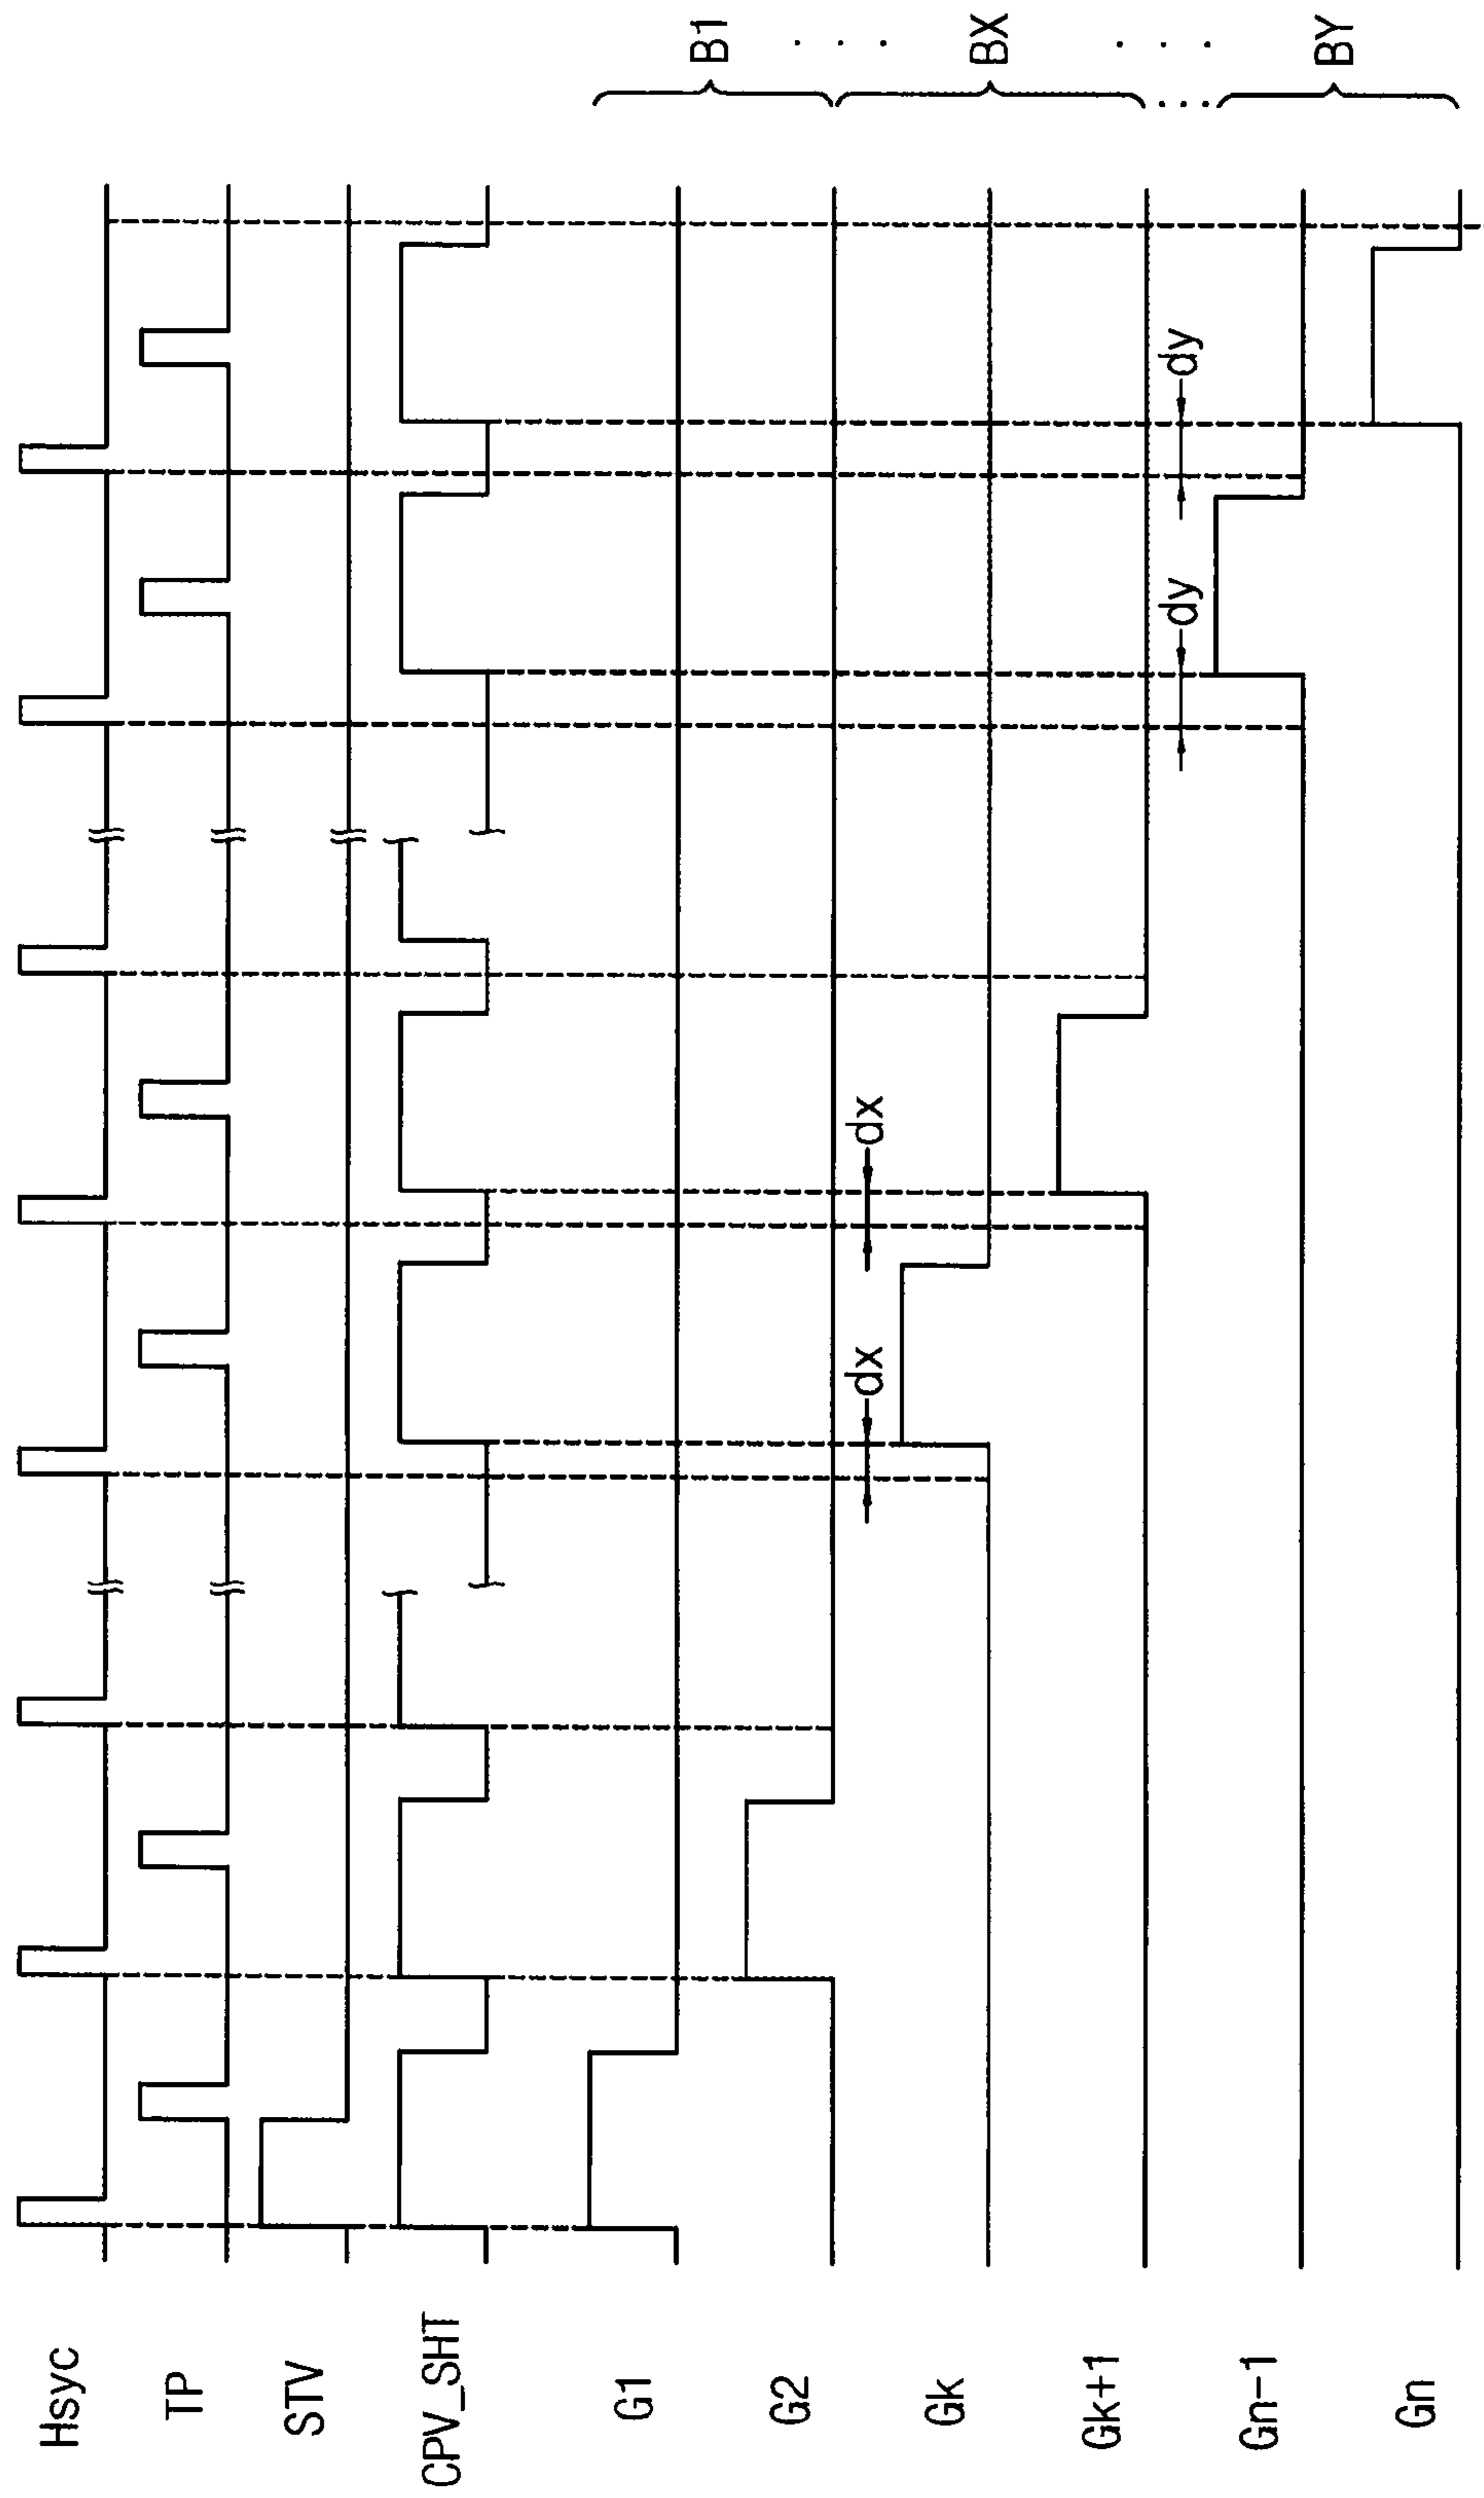 Hsyc
TP
STV
CPV_SHT
G1
G2
Gk
dx
dx
Gk+1
dy
dy
Gn-1
Gn
B1
BX
BY